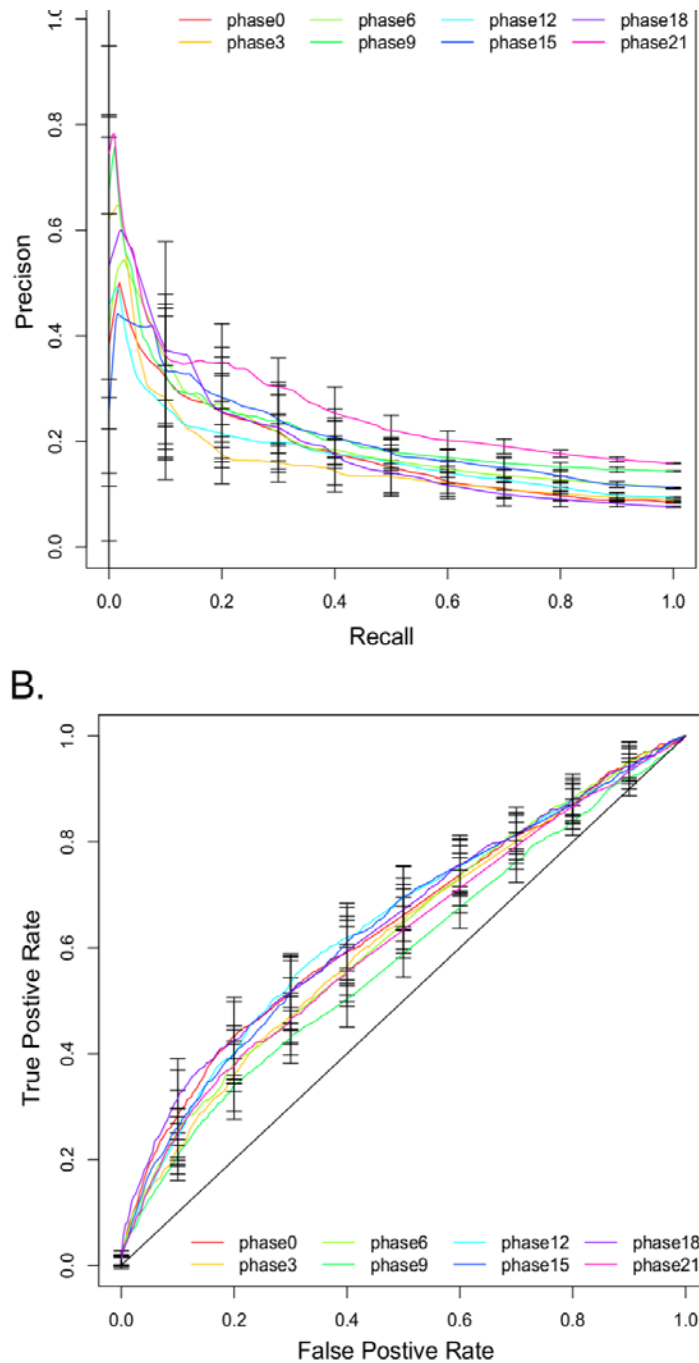 1.0
phase0 phase6 phase12 phase18
phase3 phase9 phase15 phase21
0.8
0.6
0.4
0.2
0.0
Precison
0.0 0.2 0.4 0.6 0.8 1.0
Recall
B.
1.0
0.8
0.6
0.4
0.2
0.0
True Postive Rate
phase0 phase6 phase12 phase18
phase3 phase9 phase15 phase21
0.0 0.2 0.4 0.6 0.8 1.0
False Postive Rate